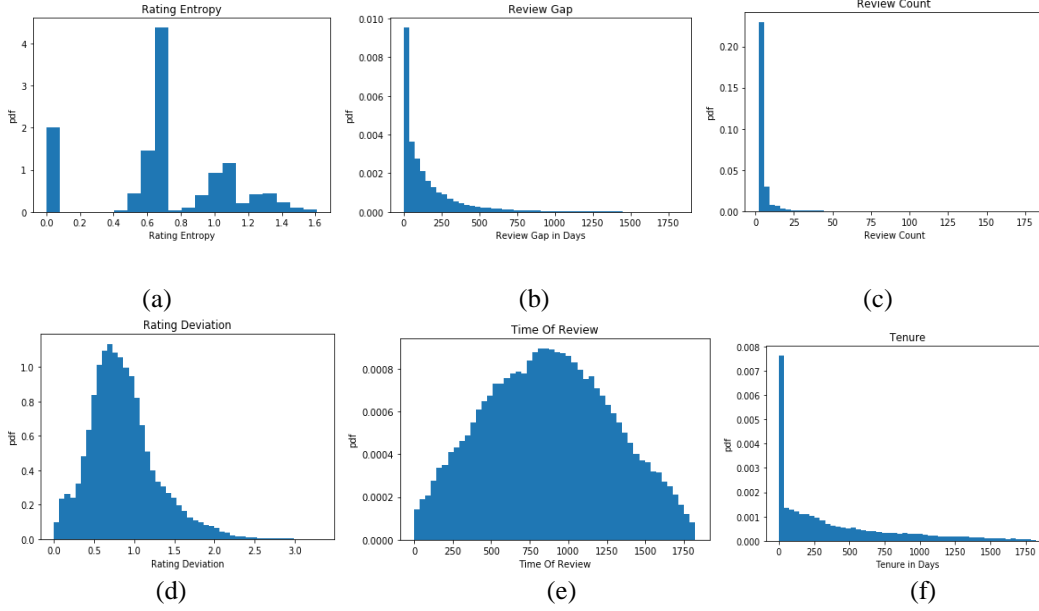 Rating Entropy
Review Gap
Review Count
pdf
4
3
2
1
0
0.0 0.2 0.4 0.6 0.8 1.0 1.2 1.4 1.6
Rating Entropy
pdf
0.010
0.008
0.006
0.004
0.002
0.000
0 250 500 750 1000 1250 1500 1750
Review Gap in Days
pdf
0.20
0.15
0.10
0.05
0.00
0 25 50 75 100 125 150 175
Review Count
(a) (b) (c)
Rating Deviation
Time Of Review
Tenure
pdf
1.0
0.8
0.6
0.4
0.2
0.0
0.0 0.5 1.0 1.5 2.0 2.5 3.0
Rating Deviation
pdf
0.0008
0.0006
0.0004
0.0002
0.0000
0 250 500 750 1000 1250 1500 1750
Time Of Review
pdf
0.008
0.007
0.006
0.005
0.004
0.003
0.002
0.001
0.000
0 250 500 750 1000 1250 1500 1750
Tenure in Days
(d) (e) (f)